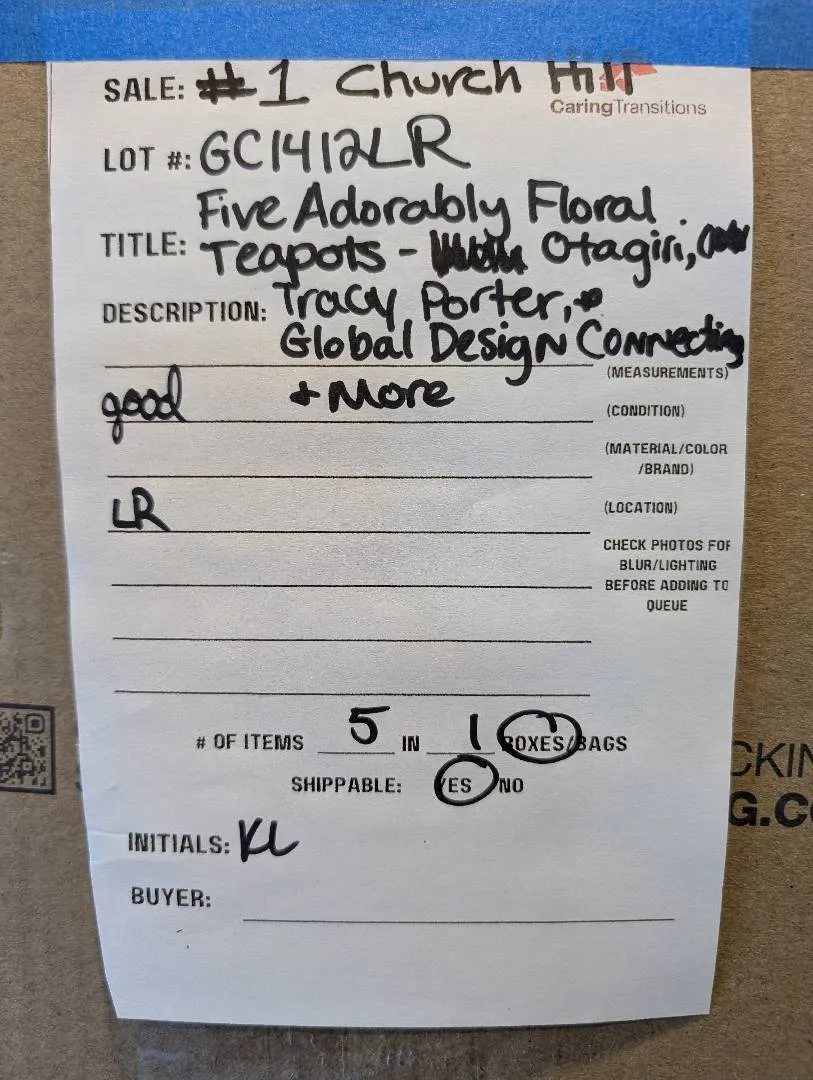 SALE: #1 Church Hill
CaringTransitions
LOT #: GC1412LR
Five Adorably Floral
TITLE: Teapots - Otagiri,
DESCRIPTION: Tracy Porter,
Global Design Connecting
(MEASUREMENTS)
good + More (CONDITION)
(MATERIAL/COLOR
/BRAND)
LR (LOCATION)
CHECK PHOTOS FOR
BLUR/LIGHTING
BEFORE ADDING TO
QUEUE
# OF ITEMS 5 IN 1 BOXES/BAGS
SHIPPABLE: YES NO
INITIALS: KL
BUYER:
CKIN
G.CO